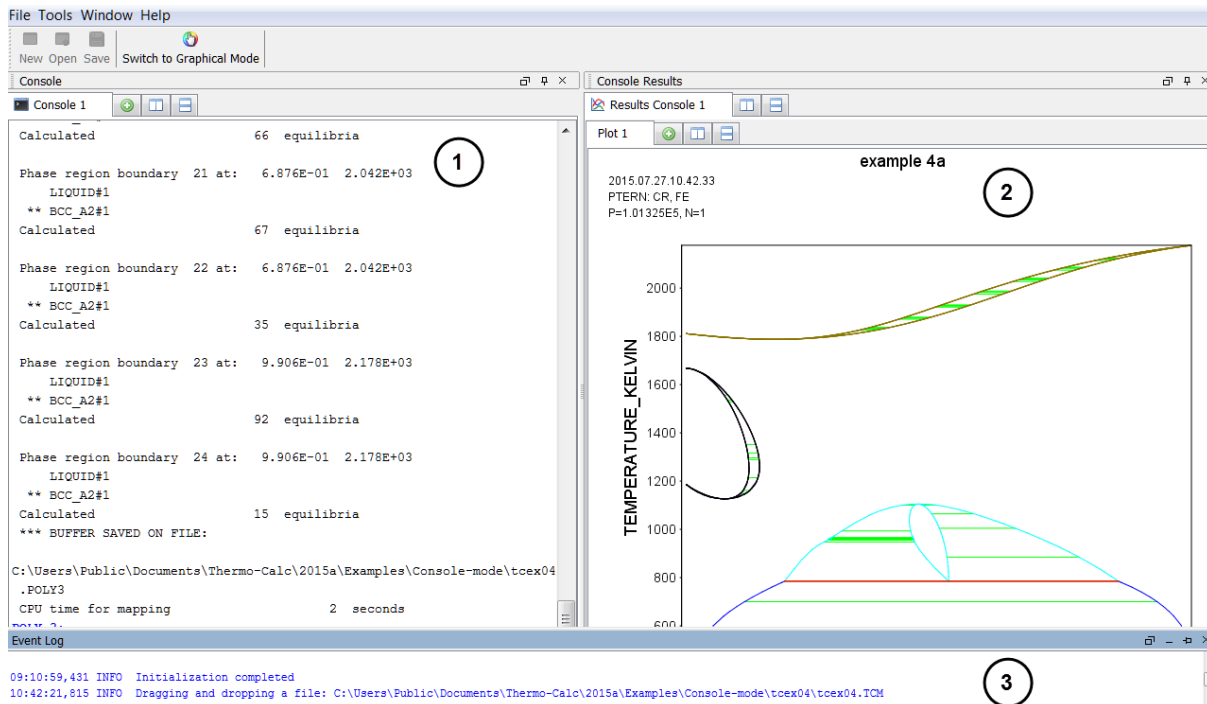 File Tools Window Help
New Open Save Switch to Graphical Mode
Console
Console 1
Calculated 66 equilibria
Phase region boundary 21 at: 6.876E-01 2.042E+03
LIQUID#1
** BCC_A2#1
Calculated 67 equilibria
Phase region boundary 22 at: 6.876E-01 2.042E+03
LIQUID#1
** BCC_A2#1
Calculated 35 equilibria
Phase region boundary 23 at: 9.906E-01 2.178E+03
LIQUID#1
** BCC_A2#1
Calculated 92 equilibria
Phase region boundary 24 at: 9.906E-01 2.178E+03
LIQUID#1
** BCC_A2#1
Calculated 15 equilibria
*** BUFFER SAVED ON FILE:
C:\Users\Public\Documents\Thermo-Calc\2015a\Examples\Console-mode\tcex04
.POLY3
CPU time for mapping 2 seconds
1
Console Results
Results Console 1
Plot 1
example 4a
2015.07.27.10.42.33
PTERN: CR, FE
P=1.01325E5, N=1
2
TEMPERATURE_KELVIN
2000
1800
1600
1400
1200
1000
800
600
Event Log
09:10:59,431 INFO Initialization completed
10:42:21,815 INFO Dragging and dropping a file: C:\Users\Public\Documents\Thermo-Calc\2015a\Examples\Console-mode\tcex04\tcex04.TCM
3